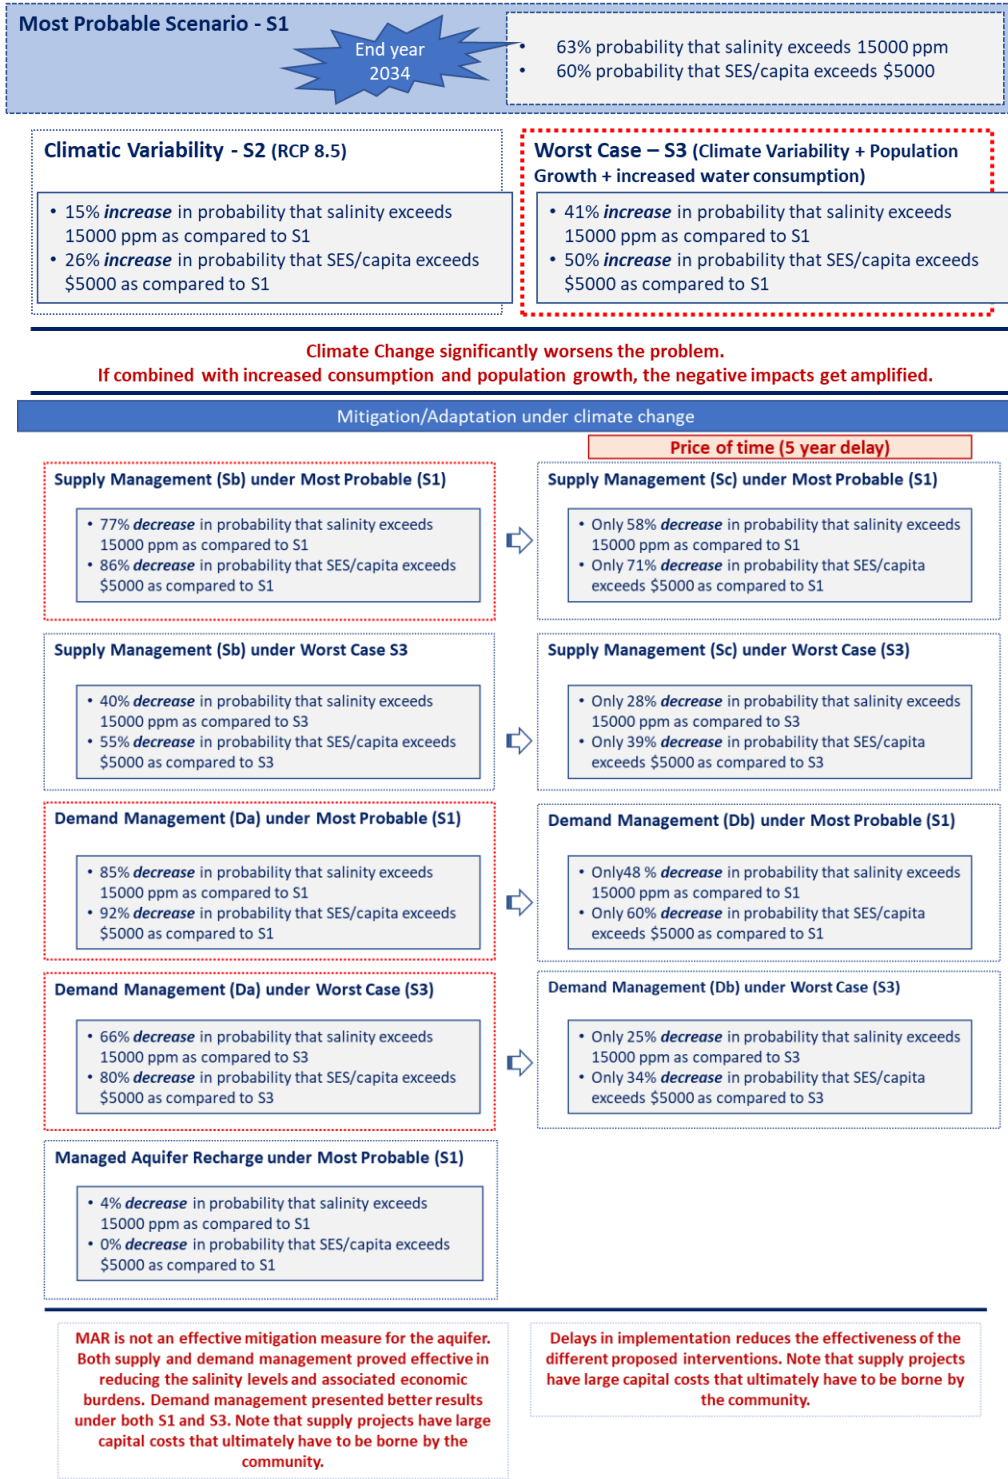 Most Probable Scenario - S1
End year
2034
• 63% probability that salinity exceeds 15000 ppm
• 60% probability that SES/capita exceeds $5000
Climatic Variability - S2 (RCP 8.5)
• 15% increase in probability that salinity exceeds
15000 ppm as compared to S1
• 26% increase in probability that SES/capita exceeds
$5000 as compared to S1
Worst Case – S3 (Climate Variability + Population
Growth + increased water consumption)
• 41% increase in probability that salinity exceeds
15000 ppm as compared to S1
• 50% increase in probability that SES/capita exceeds
$5000 as compared to S1
Climate Change significantly worsens the problem.
If combined with increased consumption and population growth, the negative impacts get amplified.
Mitigation/Adaptation under climate change
Price of time (5 year delay)
Supply Management (Sb) under Most Probable (S1)
• 77% decrease in probability that salinity exceeds
15000 ppm as compared to S1
• 86% decrease in probability that SES/capita exceeds
$5000 as compared to S1
Supply Management (Sc) under Most Probable (S1)
• Only 58% decrease in probability that salinity exceeds
15000 ppm as compared to S1
• Only 71% decrease in probability that SES/capita
exceeds $5000 as compared to S1
Supply Management (Sb) under Worst Case S3
• 40% decrease in probability that salinity exceeds
15000 ppm as compared to S3
• 55% decrease in probability that SES/capita exceeds
$5000 as compared to S3
Supply Management (Sc) under Worst Case (S3)
• Only 28% decrease in probability that salinity exceeds
15000 ppm as compared to S3
• Only 39% decrease in probability that SES/capita
exceeds $5000 as compared to S3
Demand Management (Da) under Most Probable (S1)
• 85% decrease in probability that salinity exceeds
15000 ppm as compared to S1
• 92% decrease in probability that SES/capita exceeds
$5000 as compared to S1
Demand Management (Db) under Most Probable (S1)
• Only48 % decrease in probability that salinity exceeds
15000 ppm as compared to S1
• Only 60% decrease in probability that SES/capita
exceeds $5000 as compared to S1
Demand Management (Da) under Worst Case (S3)
• 66% decrease in probability that salinity exceeds
15000 ppm as compared to S3
• 80% decrease in probability that SES/capita exceeds
$5000 as compared to S3
Demand Management (Db) under Worst Case (S3)
• Only 25% decrease in probability that salinity exceeds
15000 ppm as compared to S3
• Only 34% decrease in probability that SES/capita
exceeds $5000 as compared to S3
Managed Aquifer Recharge under Most Probable (S1)
• 4% decrease in probability that salinity exceeds
15000 ppm as compared to S1
• 0% decrease in probability that SES/capita exceeds
$5000 as compared to S1
MAR is not an effective mitigation measure for the aquifer.
Both supply and demand management proved effective in
reducing the salinity levels and associated economic
burdens. Demand management presented better results
under both S1 and S3. Note that supply projects have large
capital costs that ultimately have to be borne by the
community.
Delays in implementation reduces the effectiveness of the
different proposed interventions. Note that supply projects
have large capital costs that ultimately have to be borne by
the community.